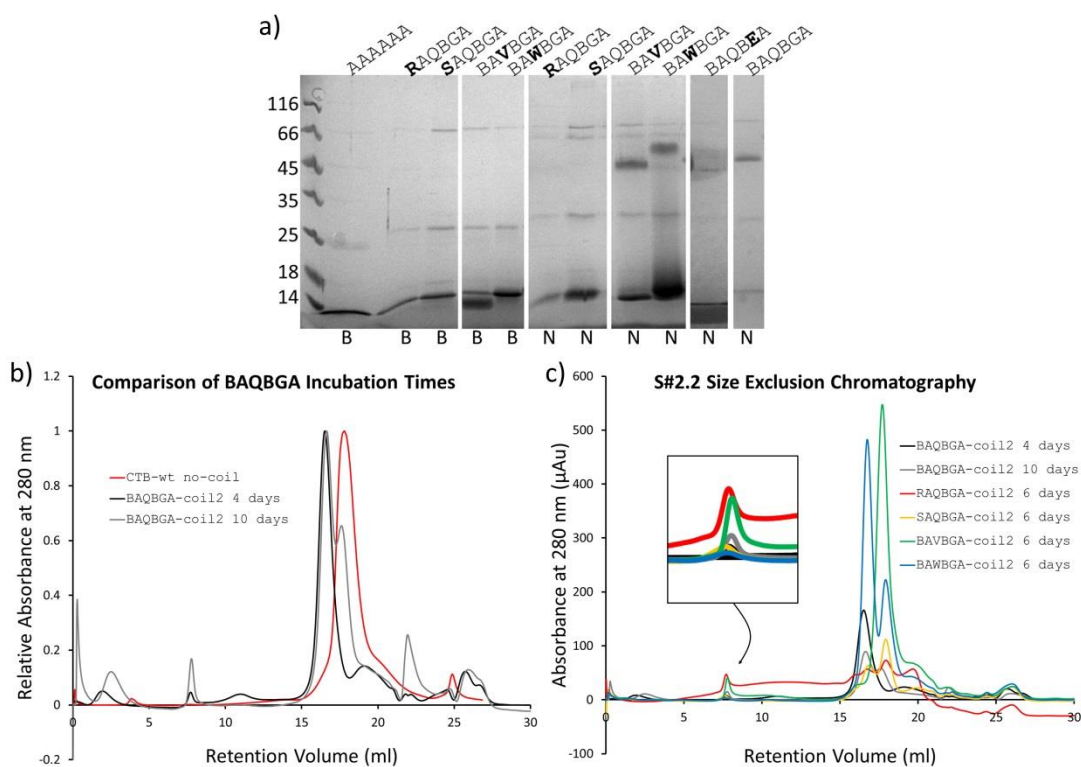 a)
AAAAAA RAQBGA SAQBGA BAVBGA BAWBGA RAQBGA SAQBGA BAVBGA BAWBGA BAQBEA BAQBGA
116
66
45
35
25
18
14
B B B B B N N N N N N
b)
Comparison of BAQBGA Incubation Times
Relative Absorbance at 280 nm
1.2
1
0.8
0.6
0.4
0.2
0
-0.2
CTB-wt no-coil
BAQBGA-coil2 4 days
BAQBGA-coil2 10 days
0 5 10 15 20 25 30
Retention Volume (ml)
c)
S#2.2 Size Exclusion Chromatography
Absorbance at 280 nm (µAu)
600
500
400
300
200
100
0
-100
BAQBGA-coil2 4 days
BAQBGA-coil2 10 days
RAQBGA-coil2 6 days
SAQBGA-coil2 6 days
BAVBGA-coil2 6 days
BAWBGA-coil2 6 days
0 5 10 15 20 25 30
Retention Volume (ml)